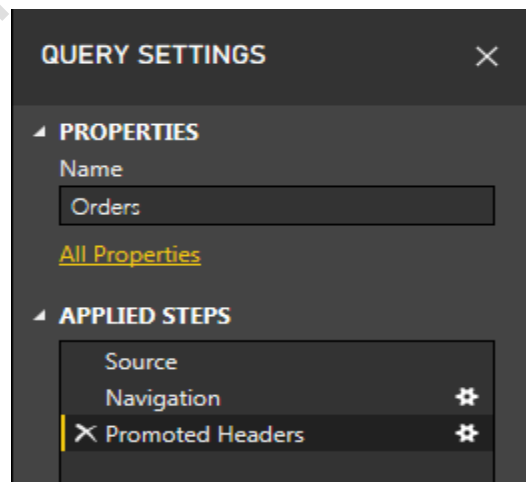 QUERY SETTINGS
PROPERTIES
Name
Orders
All Properties
APPLIED STEPS
Source
Navigation
Promoted Headers